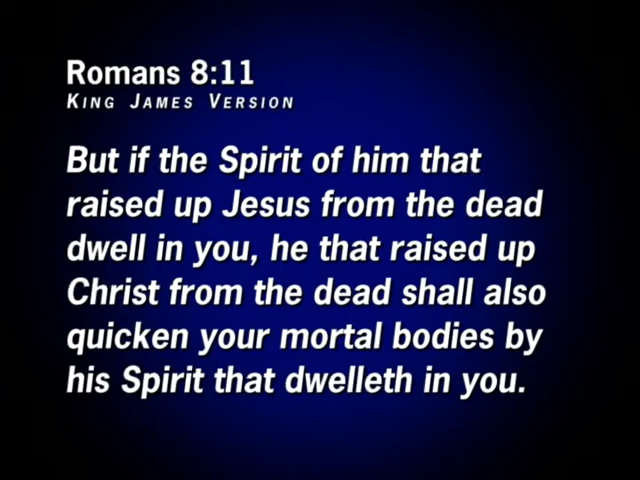 Romans 8:11
KING JAMES VERSION
But if the Spirit of him that
raised up Jesus from the dead
dwell in you, he that raised up
Christ from the dead shall also
quicken your mortal bodies by
his Spirit that dwelleth in you.